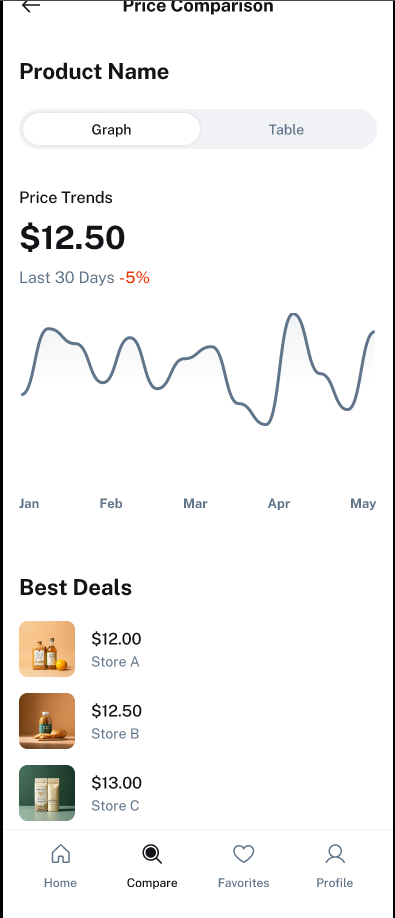 Price Comparison
Product Name
Graph Table
Price Trends
$12.50
Last 30 Days -5%
Jan Feb Mar Apr May
Best Deals
$12.00
Store A
$12.50
Store B
$13.00
Store C
Home Compare Favorites Profile